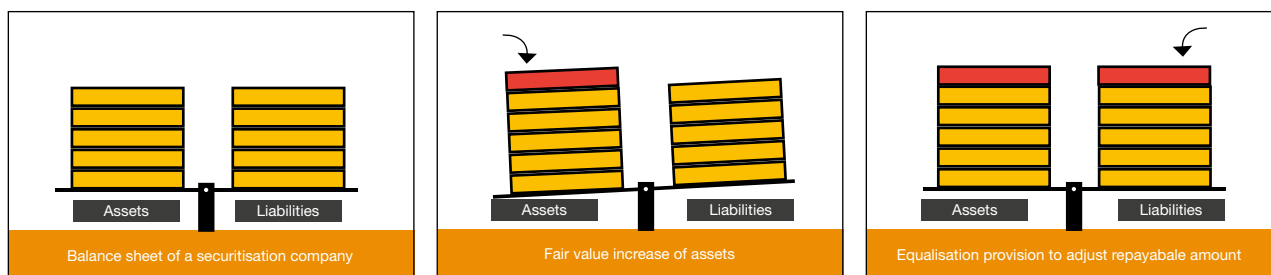 Assets
Liabilities
Balance sheet of a securitisation company
Assets
Liabilities
Fair value increase of assets
Assets
Liabilities
Equalisation provision to adjust repayabale amount